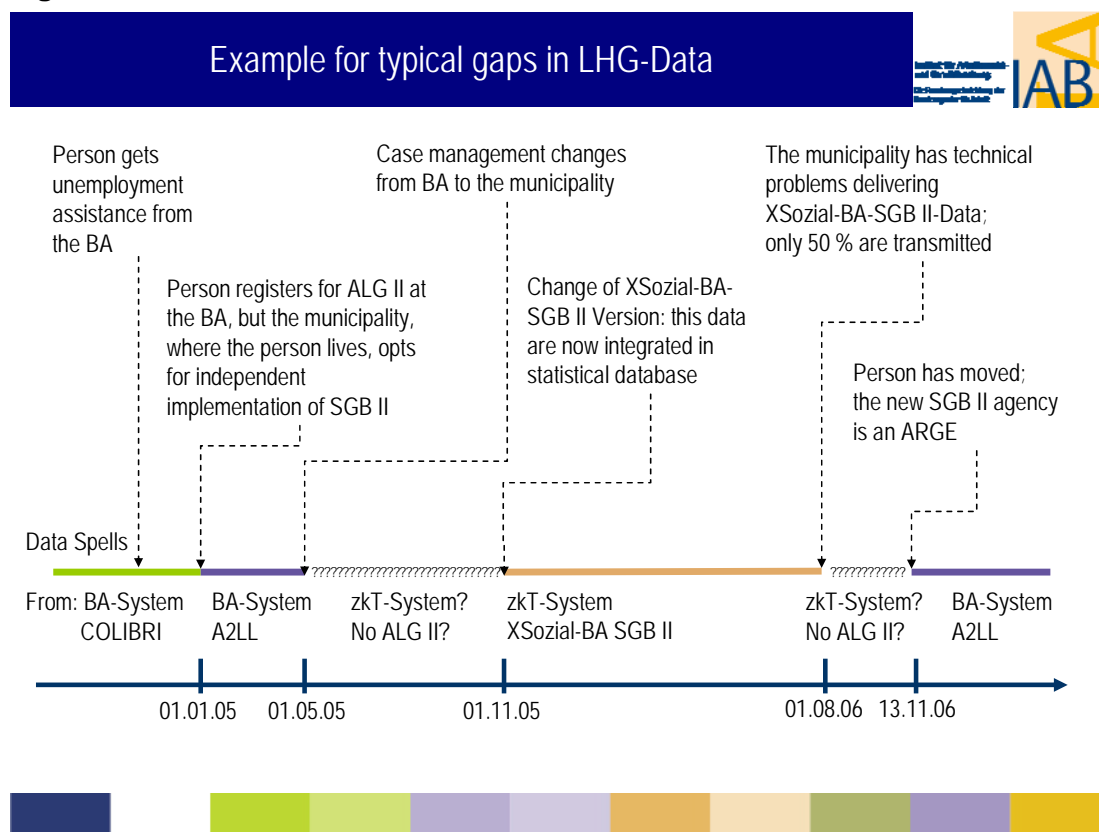 Example for typical gaps in LHG-Data
IAB
Person gets
unemployment
assistance from
the BA
Case management changes
from BA to the municipality
The municipality has technical
problems delivering
XSozial-BA-SGB II-Data;
only 50 % are transmitted
Person registers for ALG II at
the BA, but the municipality,
where the person lives, opts
for independent
implementation of SGB II
Change of XSozial-BA-
SGB II Version: this data
are now integrated in
statistical database
Person has moved;
the new SGB II agency
is an ARGE
Data Spells
From: BA-System
COLIBRI
BA-System
A2LL
zkT-System?
No ALG II?
zkT-System
XSozial-BA SGB II
zkT-System?
No ALG II?
BA-System
A2LL
01.01.05 01.05.05 01.11.05 01.08.06 13.11.06